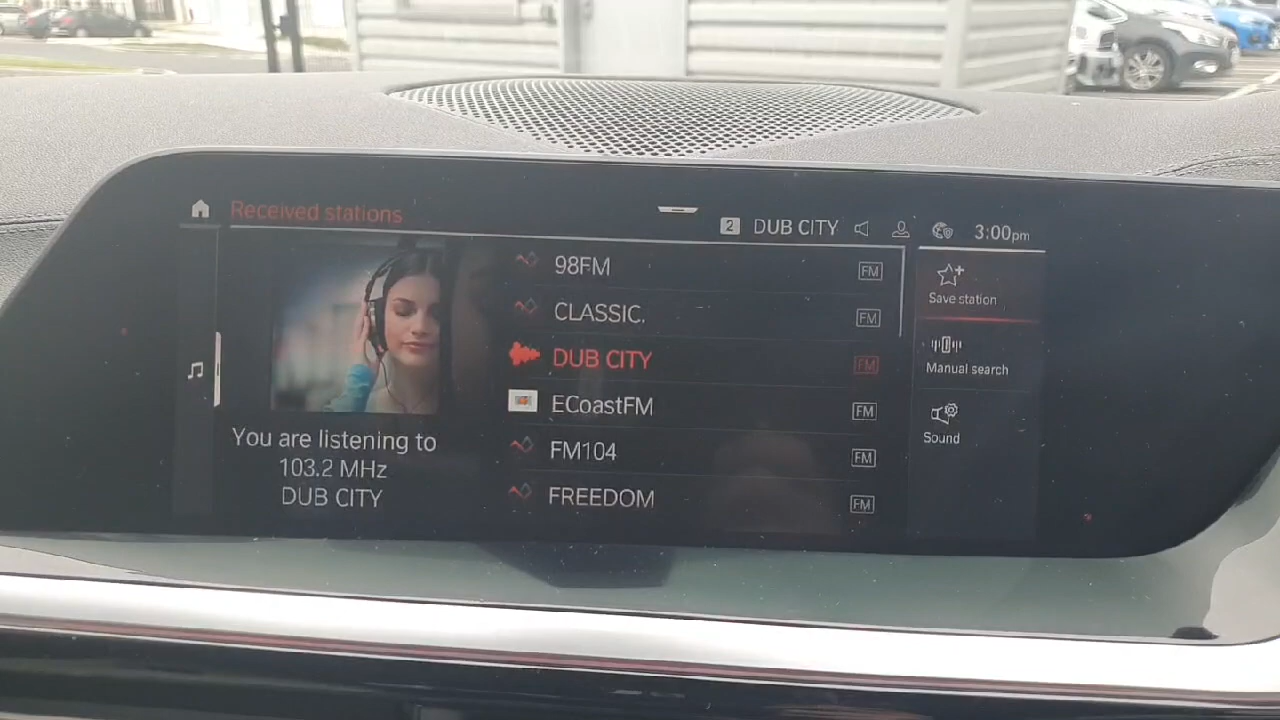 Received stations
2 DUB CITY 3:00pm
98FM FM
CLASSIC. FM
DUB CITY FM
ECoastFM FM
FM104 FM
FREEDOM FM
You are listening to
103.2 MHz
DUB CITY
Save station
Manual search
Sound